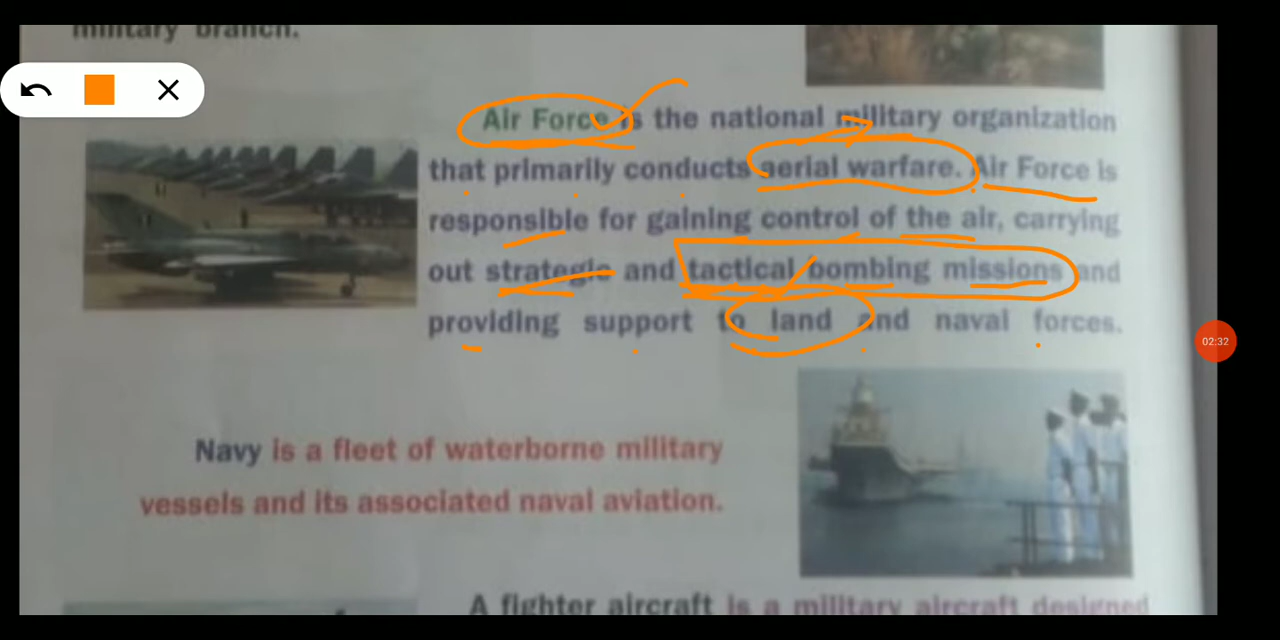 military branch.
Air Force is the national military organization
that primarily conducts aerial warfare. Air Force is
responsible for gaining control of the air, carrying
out strategic and tactical bombing missions and
providing support to land and naval forces.
02:32
Navy is a fleet of waterborne military
vessels and its associated naval aviation.
A fighter aircraft is a military aircraft designed